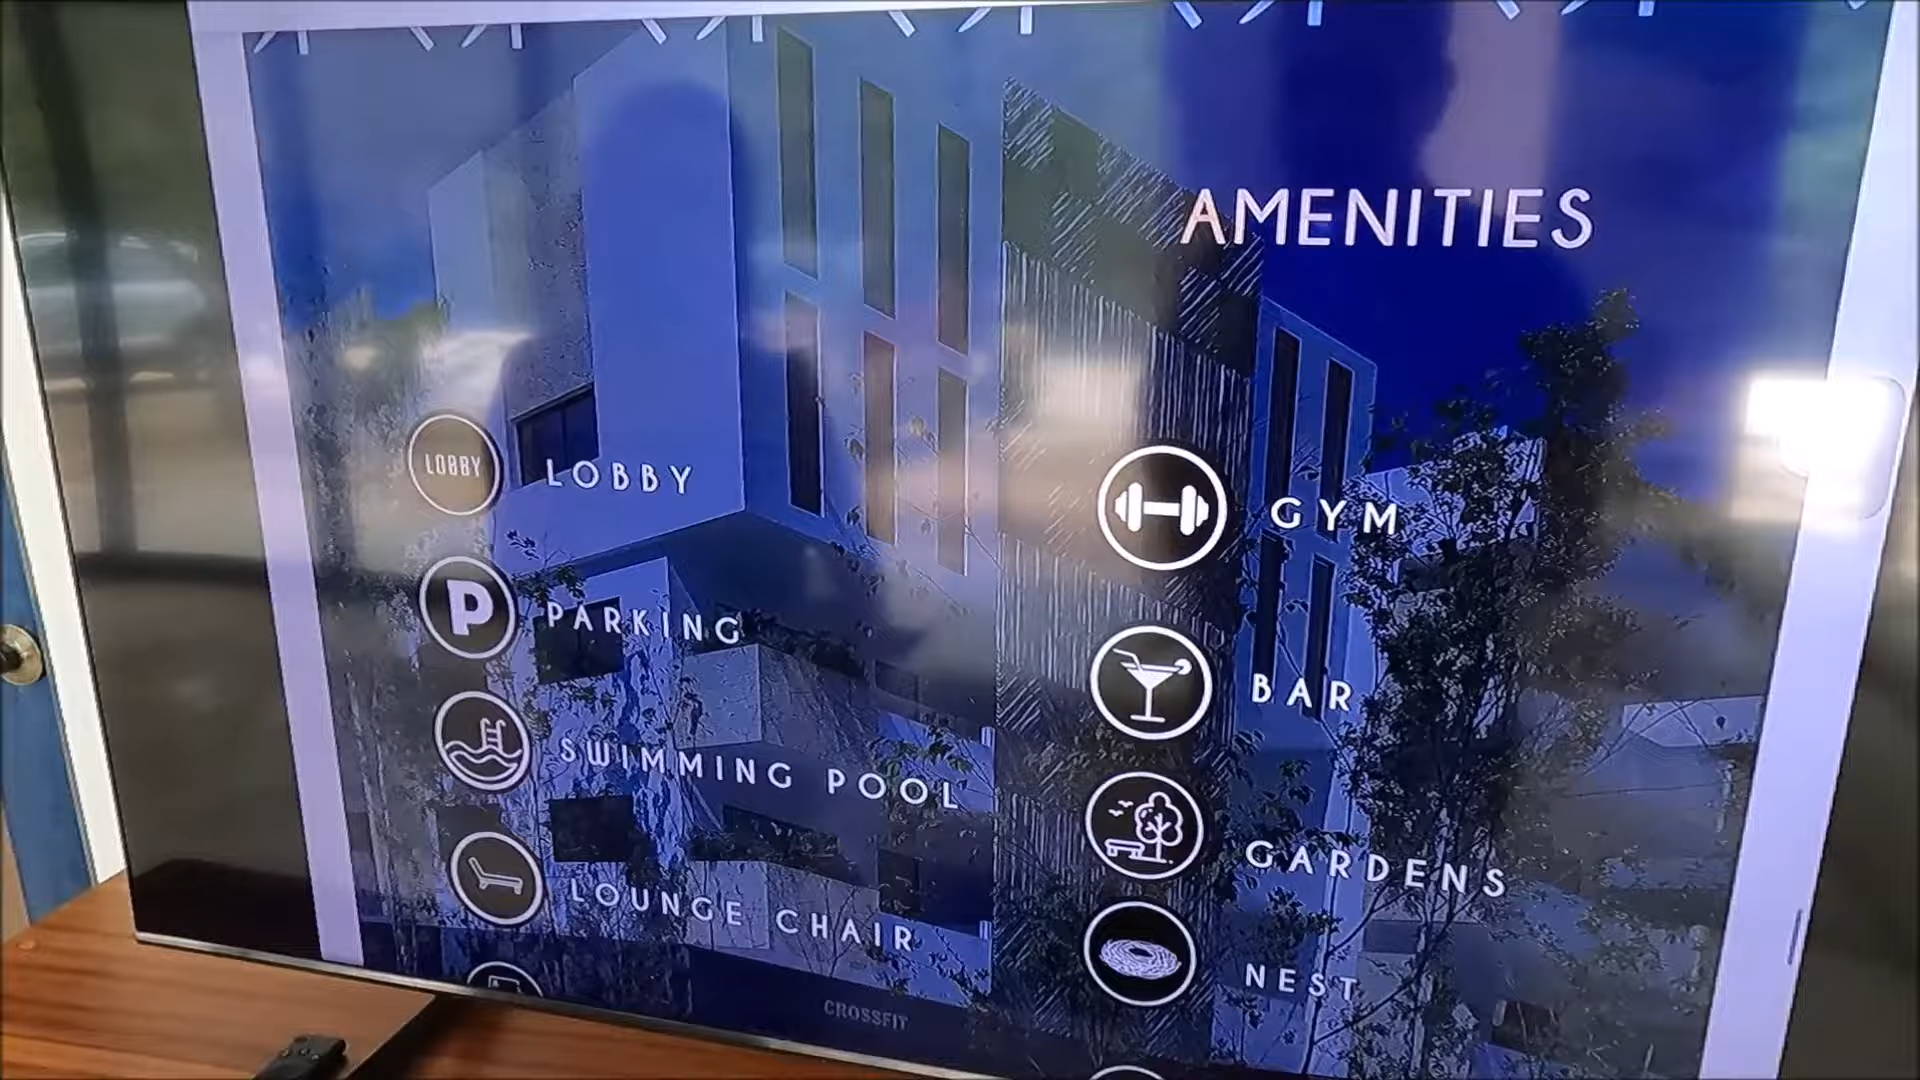 AMENITIES
LOBBY
LOBBY
P
PARKING
SWIMMING POOL
LOUNGE CHAIR
GYM
BAR
GARDENS
NEST
CROSSFIT